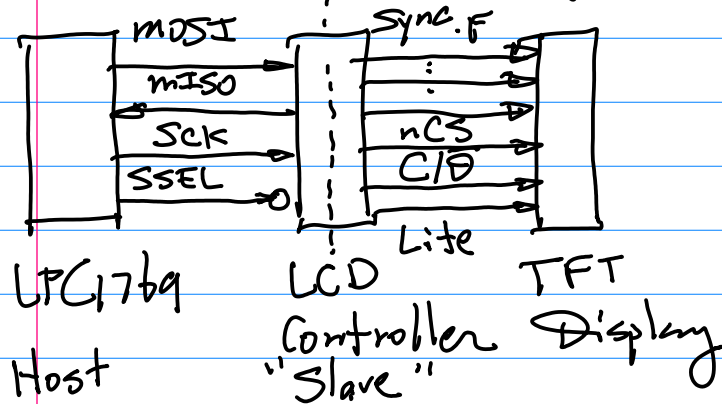 MOSI
MISO
SCK
SSEL
Sync.F
nCS
C/D̅
Lite
LPC1769
Host
LCD
Controller
"Slave"
TFT
Display